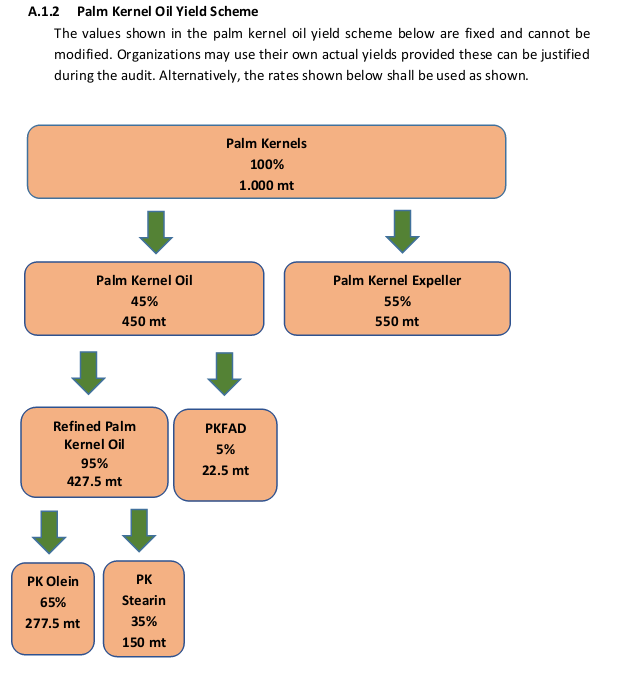 A.1.2 Palm Kernel Oil Yield Scheme
The values shown in the palm kernel oil yield scheme below are fixed and cannot be
modified. Organizations may use their own actual yields provided these can be justified
during the audit. Alternatively, the rates shown below shall be used as shown.
Palm Kernels
100%
1.000 mt
Palm Kernel Oil
45%
450 mt
Palm Kernel Expeller
55%
550 mt
Refined Palm
Kernel Oil
95%
427.5 mt
PKFAD
5%
22.5 mt
PK Olein
65%
277.5 mt
PK
Stearin
35%
150 mt